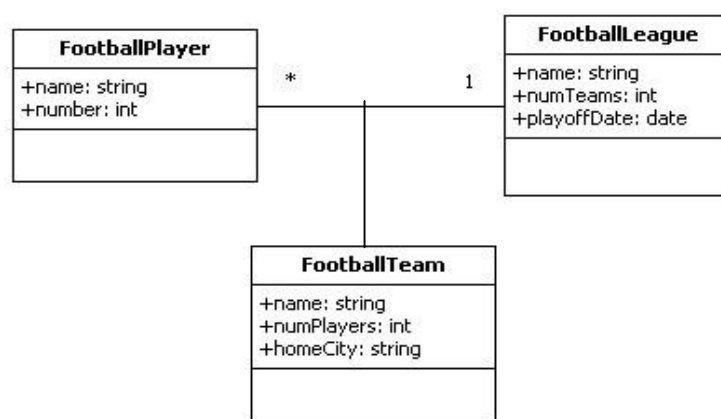 FootballPlayer
+name: string
+number: int
*
1
FootballLeague
+name: string
+numTeams: int
+playoffDate: date
FootballTeam
+name: string
+numPlayers: int
+homeCity: string